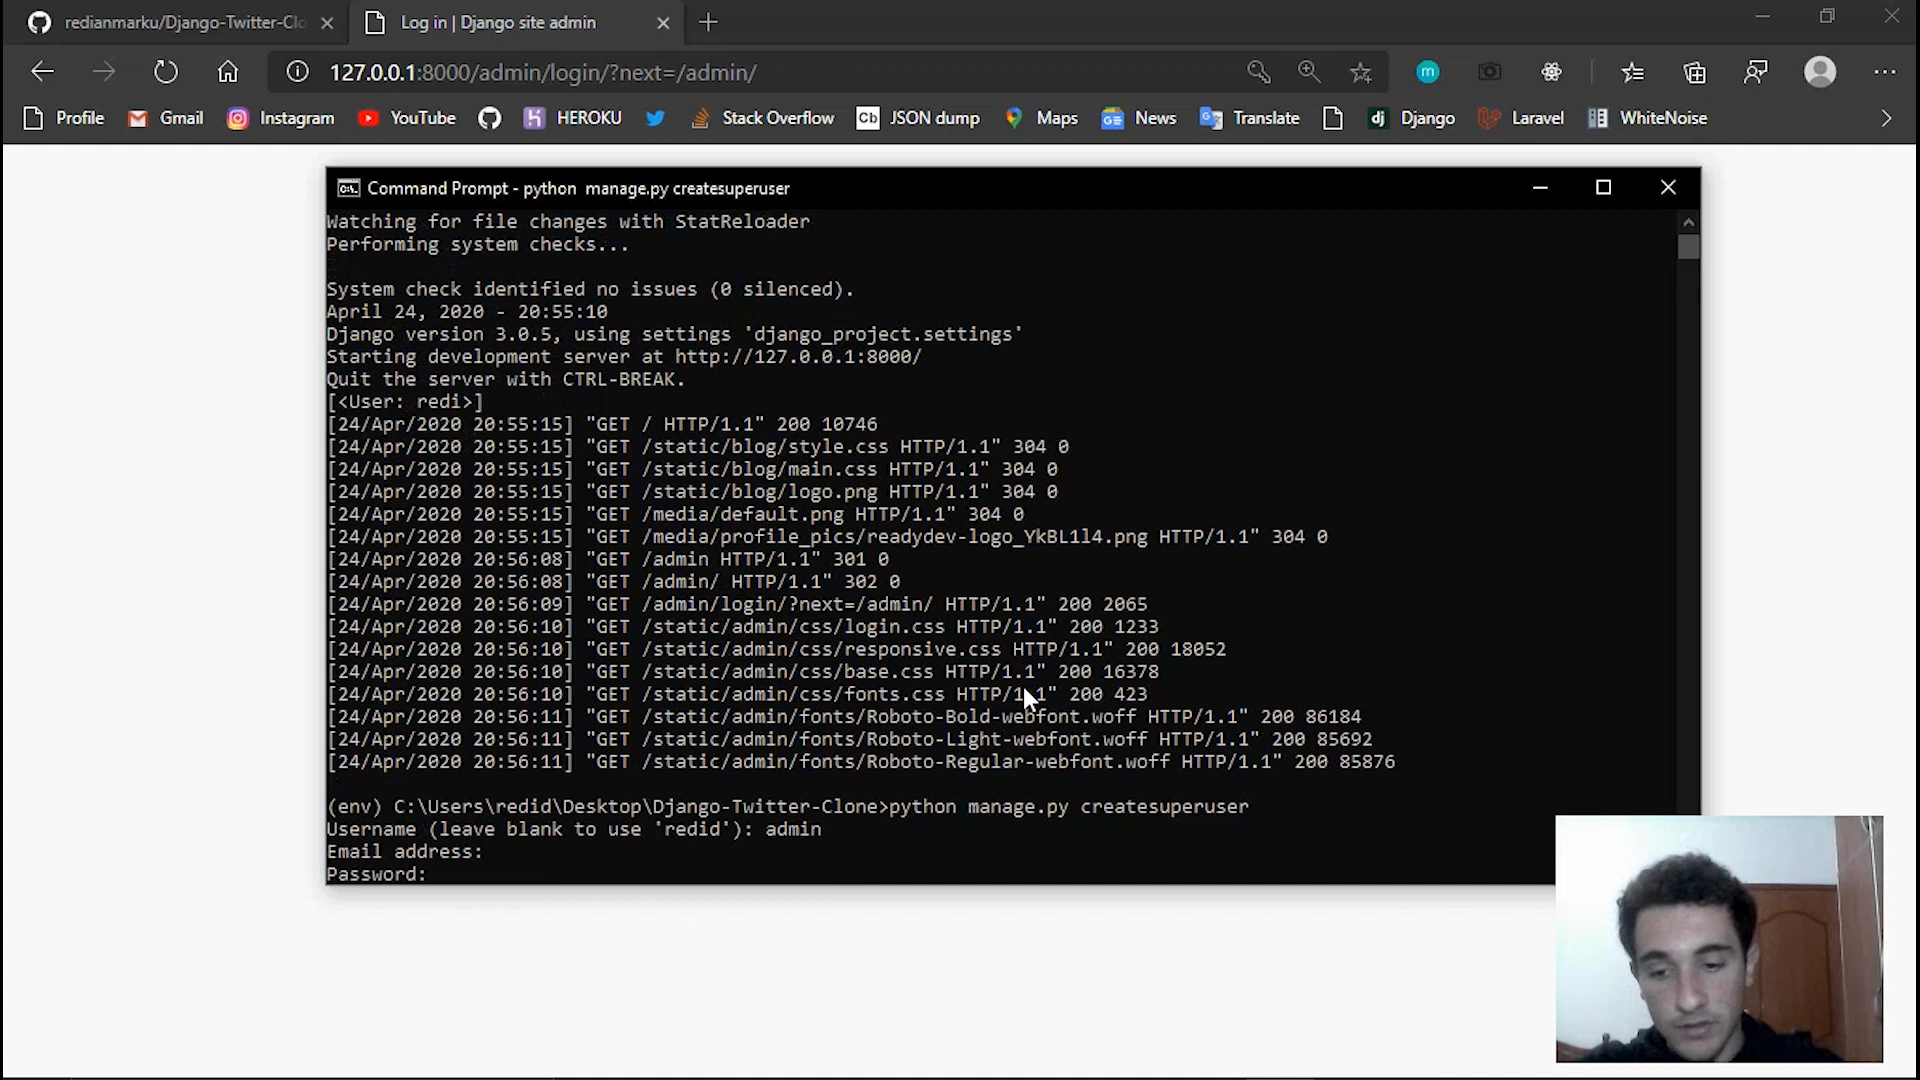 redianmarku/Django-Twitter-Clo
Log in | Django site admin
127.0.0.1:8000/admin/login/?next=/admin/
m
Profile
Gmail
Instagram
YouTube
HEROKU
Stack Overflow
Cb JSON dump
Maps
News
Translate
dj Django
Laravel
WhiteNoise
Command Prompt - python  manage.py createsuperuser
Watching for file changes with StatReloader
Performing system checks...
System check identified no issues (0 silenced).
April 24, 2020 - 20:55:10
Django version 3.0.5, using settings 'django_project.settings'
Starting development server at http://127.0.0.1:8000/
Quit the server with CTRL-BREAK.
[<User: redi>]
[24/Apr/2020 20:55:15] "GET / HTTP/1.1" 200 10746
[24/Apr/2020 20:55:15] "GET /static/blog/style.css HTTP/1.1" 304 0
[24/Apr/2020 20:55:15] "GET /static/blog/main.css HTTP/1.1" 304 0
[24/Apr/2020 20:55:15] "GET /static/blog/logo.png HTTP/1.1" 304 0
[24/Apr/2020 20:55:15] "GET /media/default.png HTTP/1.1" 304 0
[24/Apr/2020 20:55:15] "GET /media/profile_pics/readydev-logo_YkBL1l4.png HTTP/1.1" 304 0
[24/Apr/2020 20:56:08] "GET /admin HTTP/1.1" 301 0
[24/Apr/2020 20:56:08] "GET /admin/ HTTP/1.1" 302 0
[24/Apr/2020 20:56:09] "GET /admin/login/?next=/admin/ HTTP/1.1" 200 2065
[24/Apr/2020 20:56:10] "GET /static/admin/css/login.css HTTP/1.1" 200 1233
[24/Apr/2020 20:56:10] "GET /static/admin/css/responsive.css HTTP/1.1" 200 18052
[24/Apr/2020 20:56:10] "GET /static/admin/css/base.css HTTP/1.1" 200 16378
[24/Apr/2020 20:56:10] "GET /static/admin/css/fonts.css HTTP/1.1" 200 423
[24/Apr/2020 20:56:11] "GET /static/admin/fonts/Roboto-Bold-webfont.woff HTTP/1.1" 200 86184
[24/Apr/2020 20:56:11] "GET /static/admin/fonts/Roboto-Light-webfont.woff HTTP/1.1" 200 85692
[24/Apr/2020 20:56:11] "GET /static/admin/fonts/Roboto-Regular-webfont.woff HTTP/1.1" 200 85876
(env) C:\Users\redid\Desktop\Django-Twitter-Clone>python manage.py createsuperuser
Username (leave blank to use 'redid'): admin
Email address:
Password: